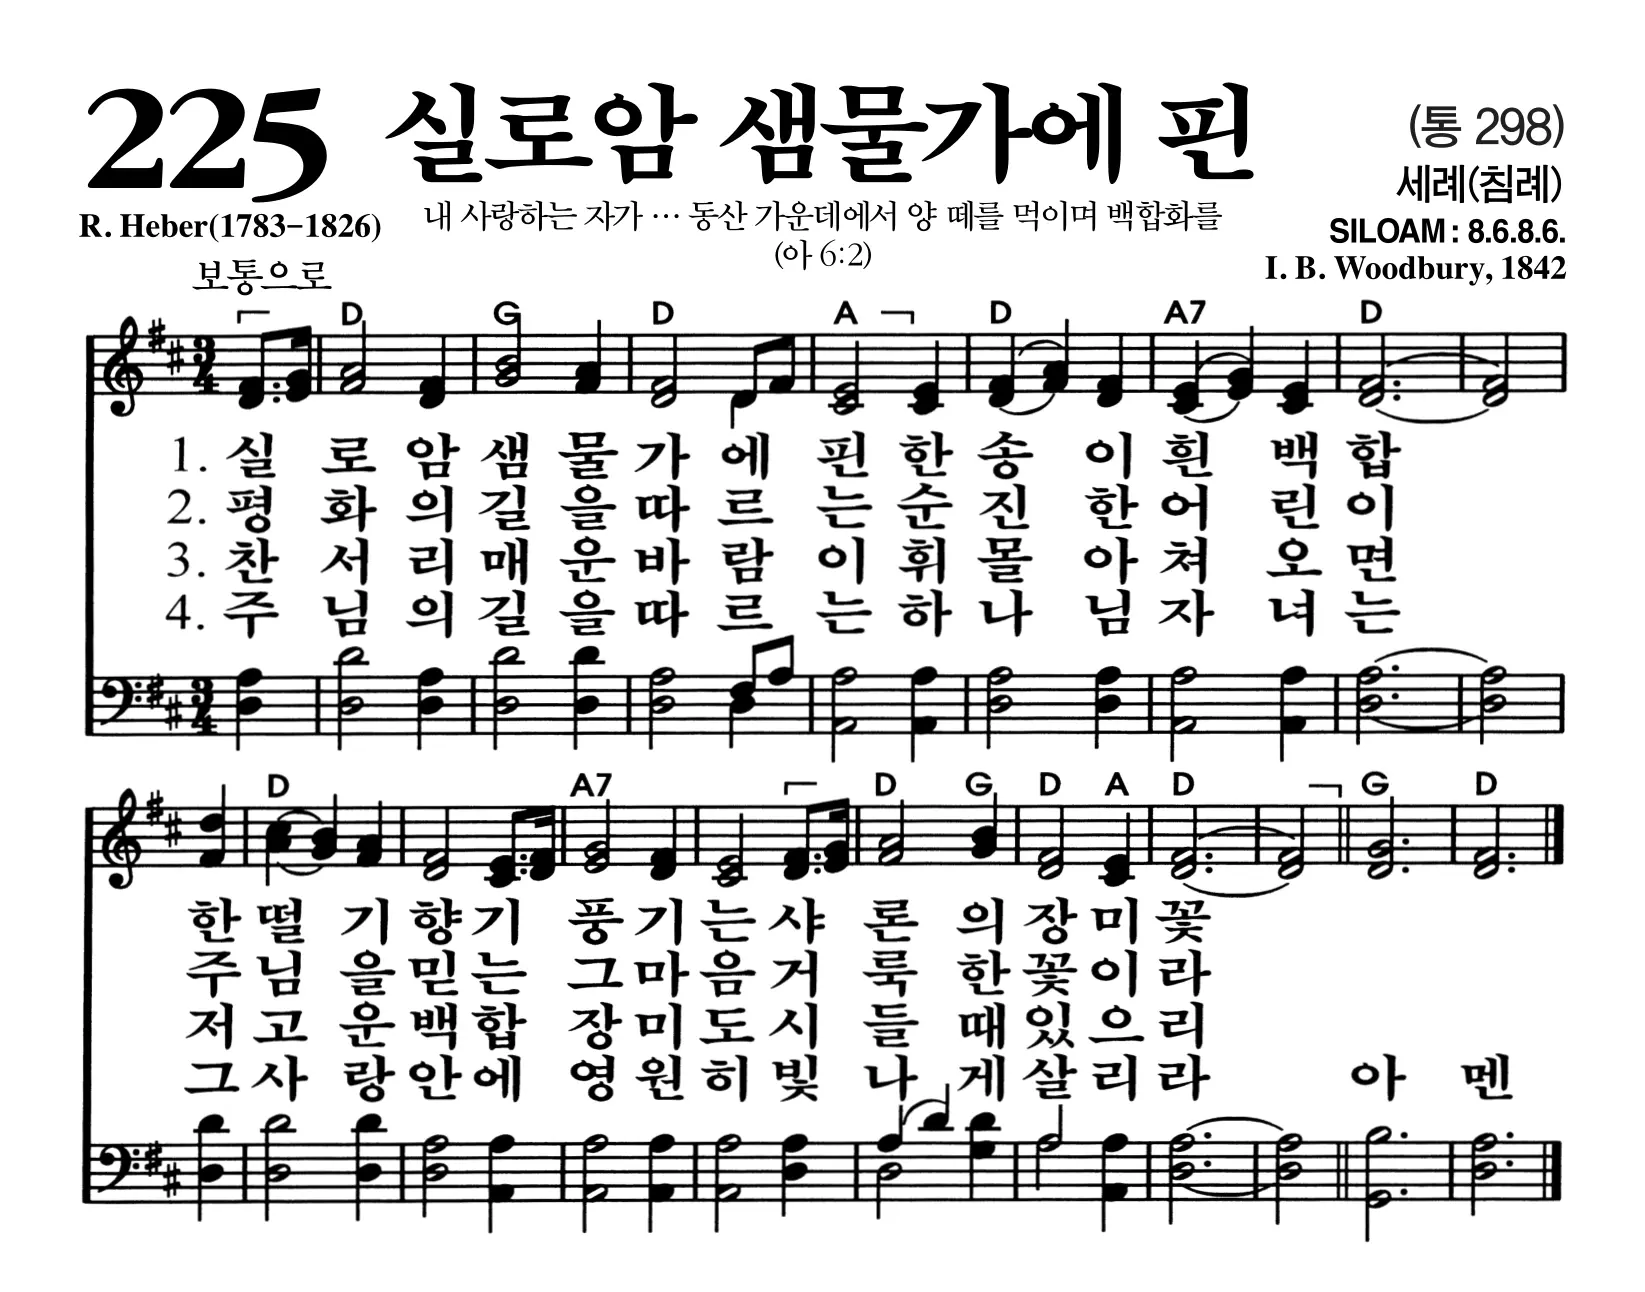 225 실로암 샘물가에 핀 (통 298)
세례(침례)
R. Heber(1783-1826) 내 사랑하는 자가 … 동산 가운데에서 양 떼를 먹이며 백합화를 SILOAM : 8.6.8.6.
(아 6:2) I. B. Woodbury, 1842
보통으로
D G D A D A7 D
1. 실 로 암 샘 물 가 에 핀 한 송 이 흰 백 합
2. 평 화 의 길 을 따 르 는 순 진 한 어 린 이
3. 찬 서 리 매 운 바 람 이 휘 몰 아 쳐 오 면
4. 주 님 의 길 을 따 르 는 하 나 님 자 녀 는
D A7 D G D A D G D
한 떨 기 향 기 풍 기 는 샤 론 의 장 미 꽃
주 님 을 믿 는 그 마 음 거 룩 한 꽃 이 라
저 고 운 백 합 장 미 도 시 들 때 있 으 리
그 사 랑 안 에 영 원 히 빛 나 게 살 리 라 아 멘